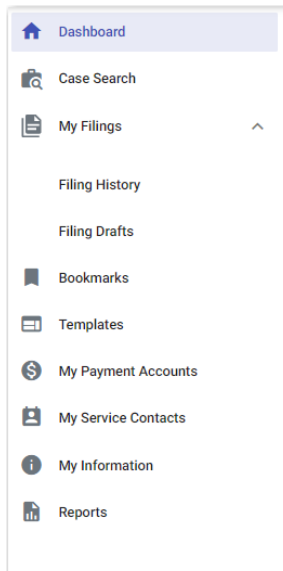 Dashboard
Case Search
My Filings
Filing History
Filing Drafts
Bookmarks
Templates
My Payment Accounts
My Service Contacts
My Information
Reports